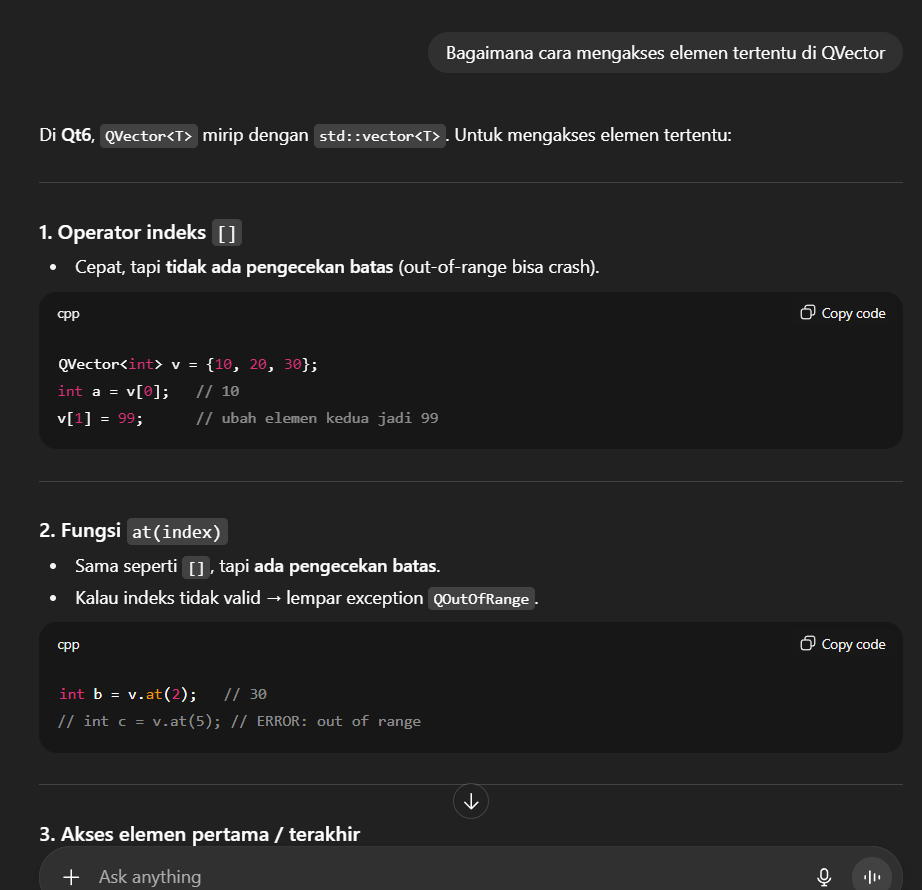 Bagaimana cara mengakses elemen tertentu di QVector
Di Qt6, QVector<T> mirip dengan std::vector<T>. Untuk mengakses elemen tertentu:
1. Operator indeks []
• Cepat, tapi tidak ada pengecekan batas (out-of-range bisa crash).
cpp Copy code
QVector<int> v = {10, 20, 30};
int a = v[0];   // 10
v[1] = 99;      // ubah elemen kedua jadi 99
2. Fungsi at(index)
• Sama seperti [], tapi ada pengecekan batas.
• Kalau indeks tidak valid → lempar exception QOutOfRange.
cpp Copy code
int b = v.at(2);   // 30
// int c = v.at(5); // ERROR: out of range
3. Akses elemen pertama / terakhir
Ask anything